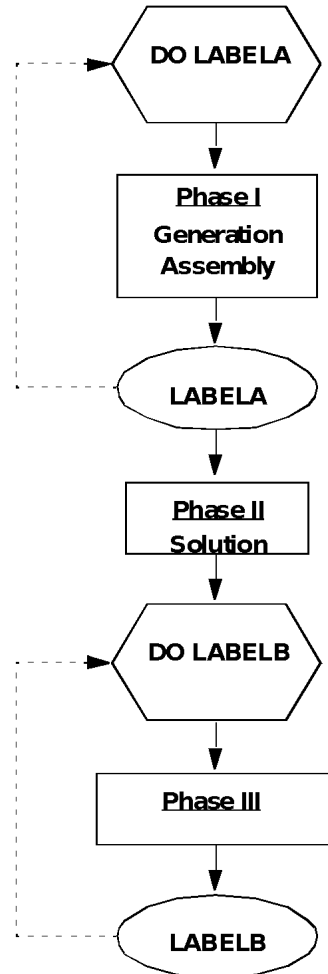 DO LABELA
Phase I
Generation
Assembly
LABELA
Phase II
Solution
DO LABELB
Phase III
LABELB